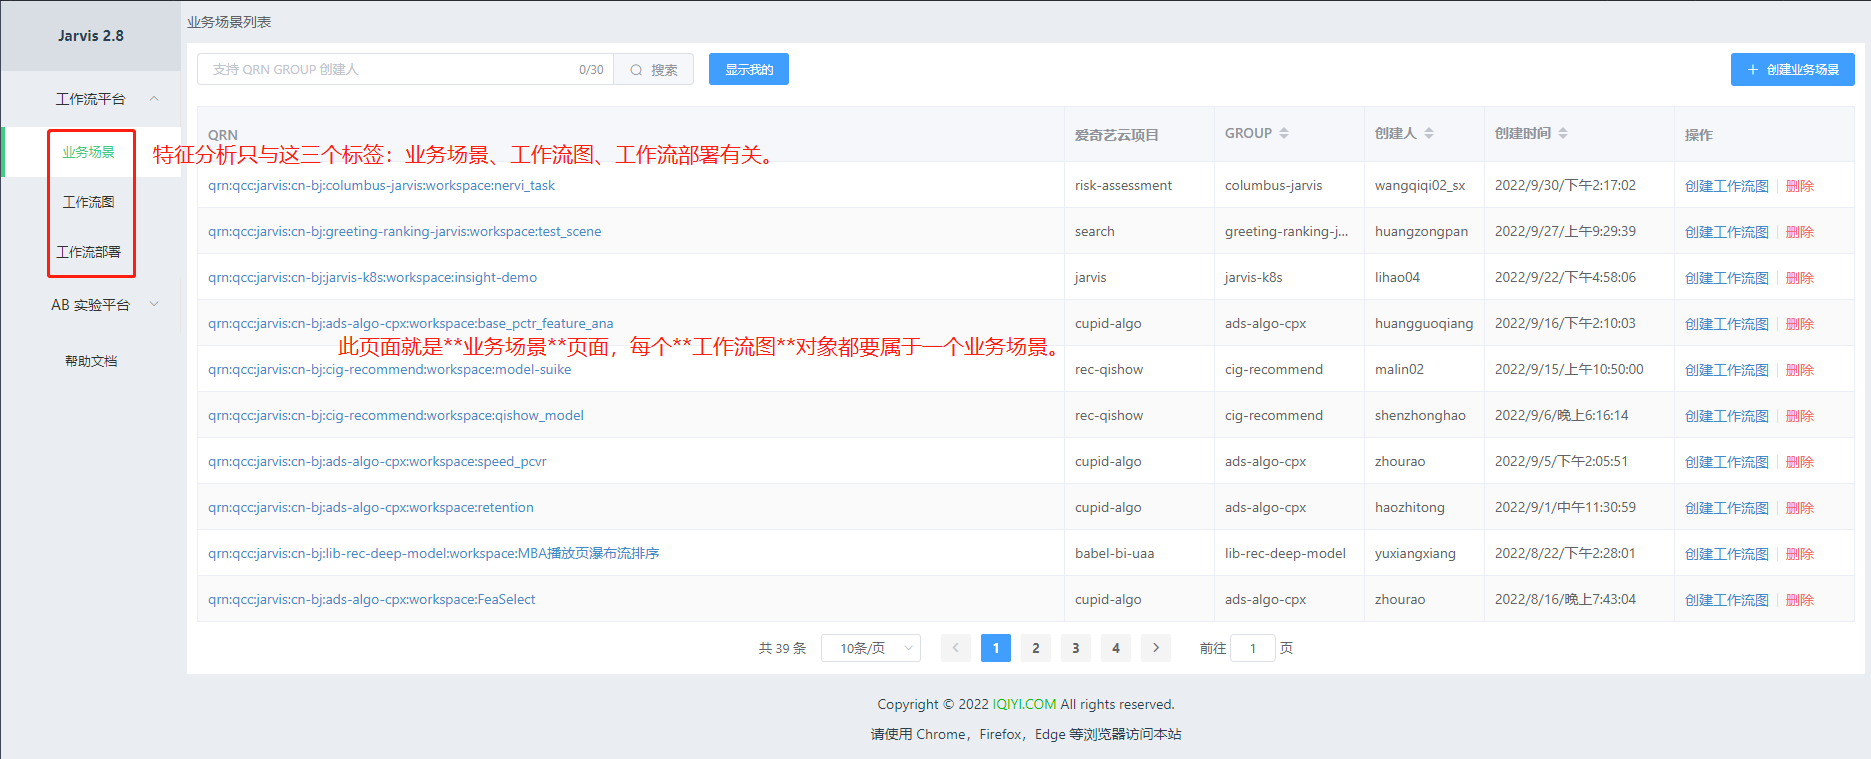 Jarvis 2.8
工作流平台
业务场景
工作流图
工作流部署
AB 实验平台
帮助文档
业务场景列表
支持 QRN GROUP 创建人 0/30 搜索 显示我的 创建业务场景
QRN 爱奇艺云项目 GROUP 创建人 创建时间 操作
特征分析只与这三个标签：业务场景、工作流图、工作流部署有关。
qrn:qcc:jarvis:cn-bj:columbus-jarvis:workspace:nervi_task risk-assessment columbus-jarvis wangqiqi02_sx 2022/9/30/下午2:17:02 创建工作流图 删除
qrn:qcc:jarvis:cn-bj:greeting-ranking-jarvis:workspace:test_scene search greeting-ranking-j... huangzongpan 2022/9/27/上午9:29:39 创建工作流图 删除
qrn:qcc:jarvis:cn-bj:jarvis-k8s:workspace:insight-demo jarvis jarvis-k8s lihao04 2022/9/22/下午4:58:06 创建工作流图 删除
qrn:qcc:jarvis:cn-bj:ads-algo-cpx:workspace:base_pctr_feature_ana cupid-algo ads-algo-cpx huangguoqiang 2022/9/16/下午2:10:03 创建工作流图 删除
此页面就是**业务场景**页面，每个**工作流图**对象都要属于一个业务场景。
qrn:qcc:jarvis:cn-bj:cig-recommend:workspace:model-suike rec-qishow cig-recommend malin02 2022/9/15/上午10:50:00 创建工作流图 删除
qrn:qcc:jarvis:cn-bj:cig-recommend:workspace:qishow_model rec-qishow cig-recommend shenzhonghao 2022/9/6/晚上6:16:14 创建工作流图 删除
qrn:qcc:jarvis:cn-bj:ads-algo-cpx:workspace:speed_pcvr cupid-algo ads-algo-cpx zhourao 2022/9/5/下午2:05:51 创建工作流图 删除
qrn:qcc:jarvis:cn-bj:ads-algo-cpx:workspace:retention cupid-algo ads-algo-cpx haozhitong 2022/9/1/中午11:30:59 创建工作流图 删除
qrn:qcc:jarvis:cn-bj:lib-rec-deep-model:workspace:MBA播放页瀑布流排序 babel-bi-uaa lib-rec-deep-model yuxiangxiang 2022/8/22/下午2:28:01 创建工作流图 删除
qrn:qcc:jarvis:cn-bj:ads-algo-cpx:workspace:FeaSelect cupid-algo ads-algo-cpx zhourao 2022/8/16/晚上7:43:04 创建工作流图 删除
共 39 条 10条/页 1 2 3 4 前往 1 页
Copyright © 2022 IQIYI.COM All rights reserved.
请使用 Chrome，Firefox，Edge 等浏览器访问本站